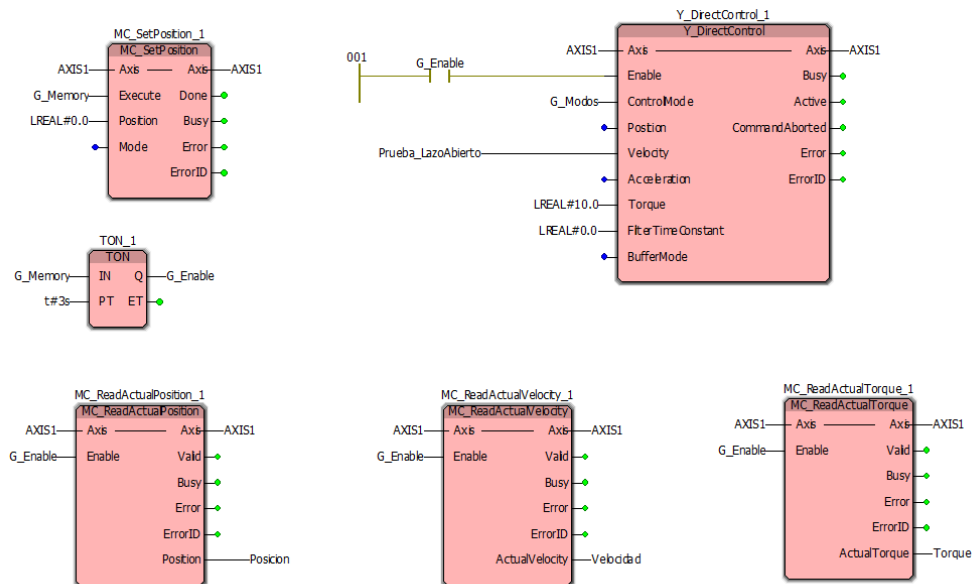 MC_SetPosition_1
MC_SetPosition
AXIS1 Axis Axis AXIS1
G_Memory Execute Done
LREAL#0.0 Position Busy
Mode Error
ErrorID
Y_DirectControl_1
Y_DirectControl
AXIS1 Axis Axis AXIS1
001
G_Enable
Enable Busy
G_Modos ControlMode Active
Postion CommandAborted
Prueba_LazoAbierto Velocity Error
Acceleration ErrorID
LREAL#10.0 Torque
LREAL#0.0 FilterTimeConstant
BufferMode
TON_1
TON
G_Memory IN Q G_Enable
t#3s PT ET
MC_ReadActualPosition_1
MC_ReadActualPosition
AXIS1 Axis Axis AXIS1
G_Enable Enable Valid
Busy
Error
ErrorID
Position Posicion
MC_ReadActualVelocity_1
MC_ReadActualVelocity
AXIS1 Axis Axis AXIS1
G_Enable Enable Valid
Busy
Error
ErrorID
ActualVelocity Velocidad
MC_ReadActualTorque_1
MC_ReadActualTorque
AXIS1 Axis Axis AXIS1
G_Enable Enable Valid
Busy
Error
ErrorID
ActualTorque Torque